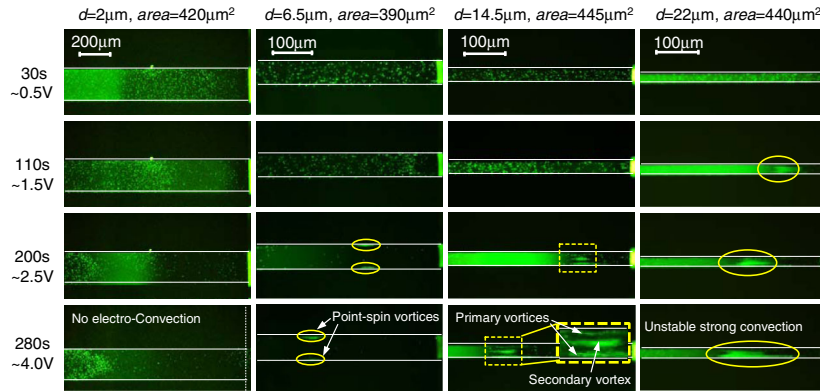 d=2μm, area=420μm² d=6.5μm, area=390μm² d=14.5μm, area=445μm² d=22μm, area=440μm²
200μm 100μm 100μm 100μm
30s
~0.5V
110s
~1.5V
200s
~2.5V
280s
~4.0V
No electro-Convection
Point-spin vortices
Primary vortices
Secondary vortex
Unstable strong convection